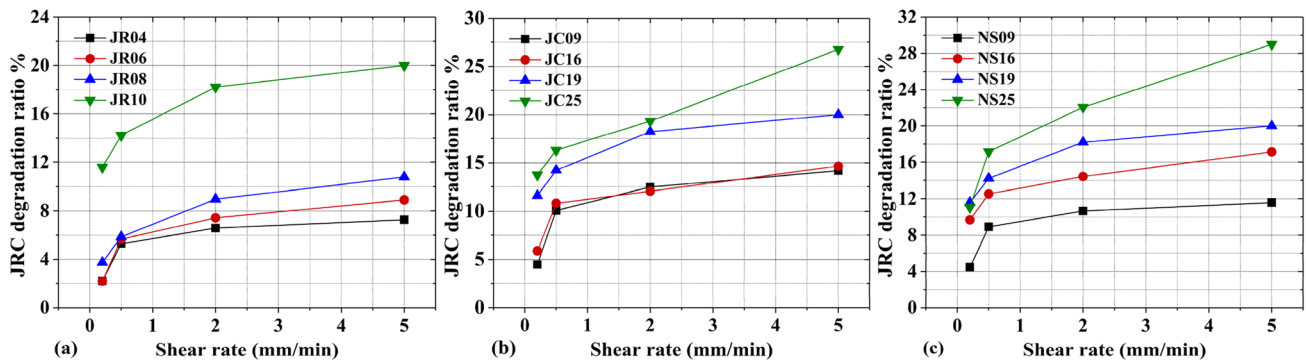 JRC degradation ratio %
24
20
16
12
8
4
0
JR04
JR06
JR08
JR10
0 1 2 3 4 5
(a) Shear rate (mm/min)
JRC degradation ratio %
30
25
20
15
10
5
0
JC09
JC16
JC19
JC25
0 1 2 3 4 5
(b) Shear rate (mm/min)
JRC degradation ratio %
32
28
24
20
16
12
8
4
0
NS09
NS16
NS19
NS25
0 1 2 3 4 5
(c) Shear rate (mm/min)